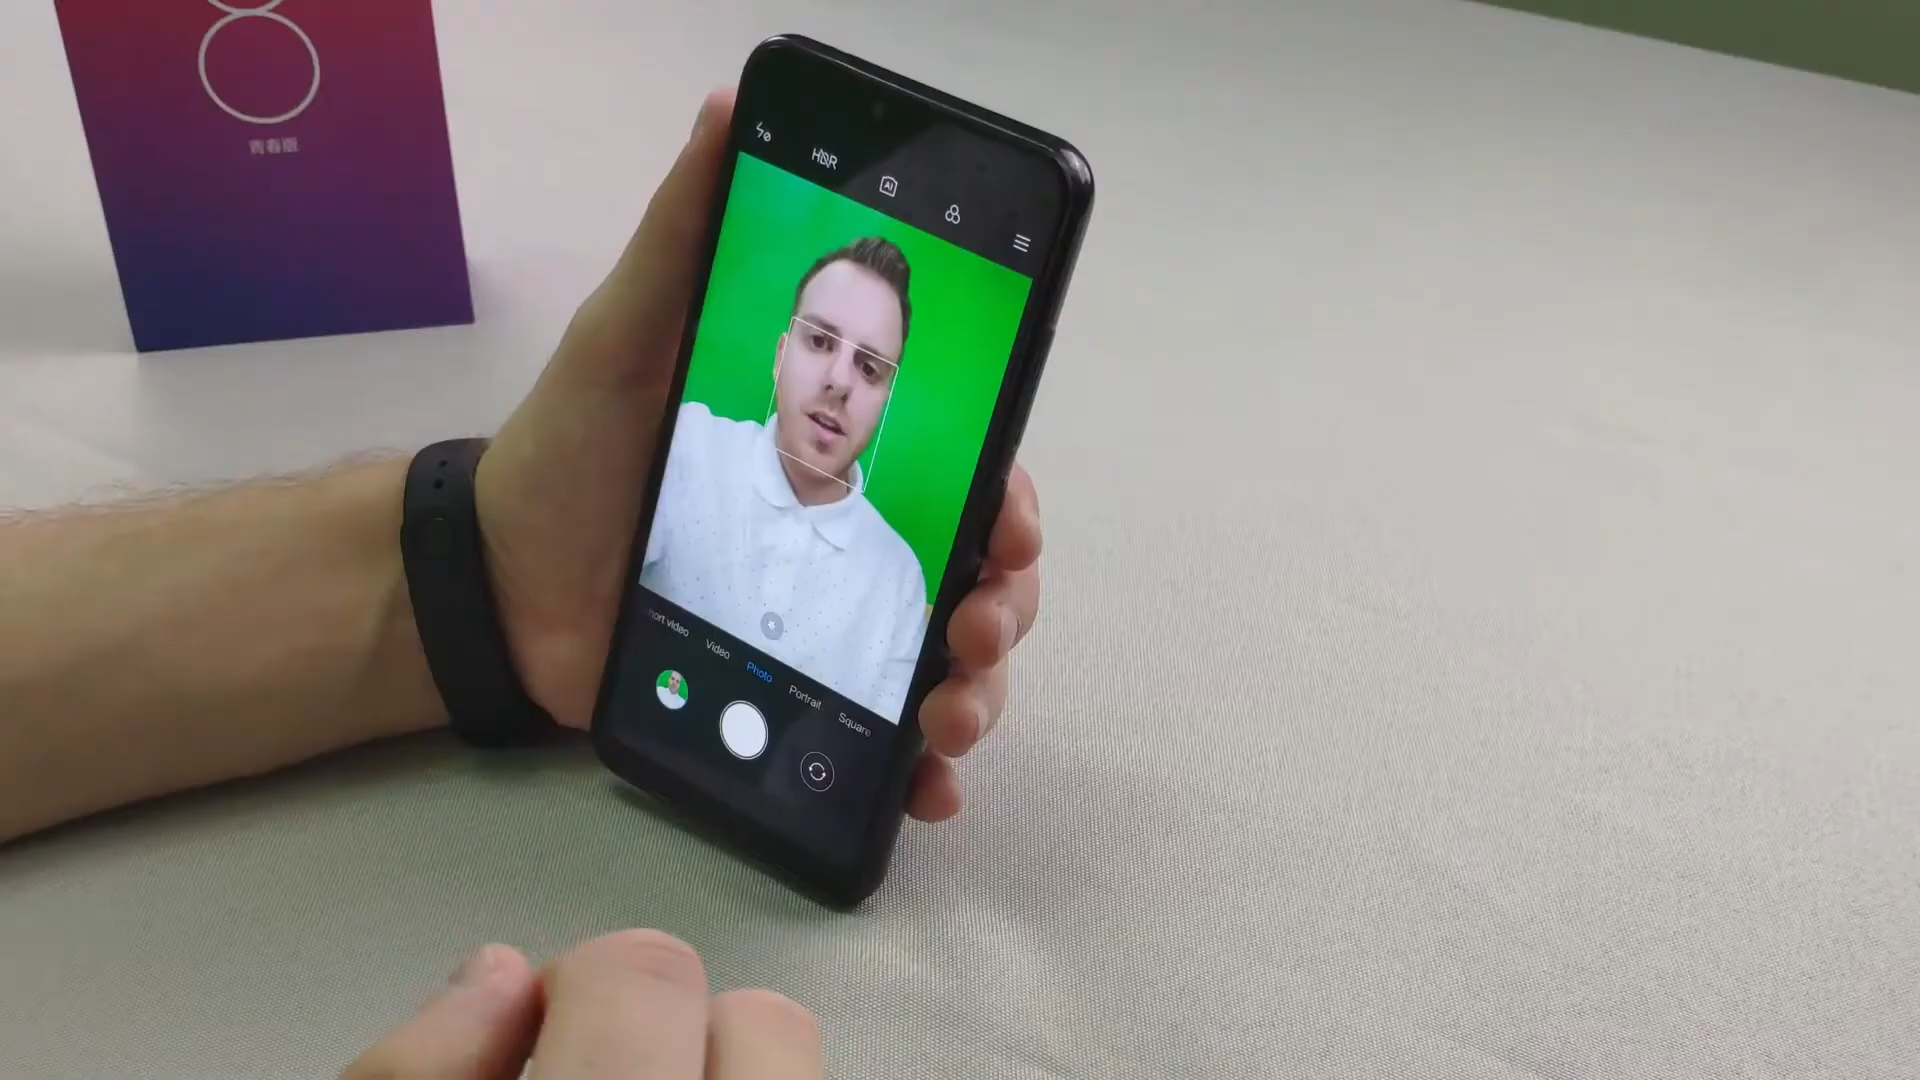 8
青春版
HDR
AI
hort video
Video
Photo
Portrait
Square